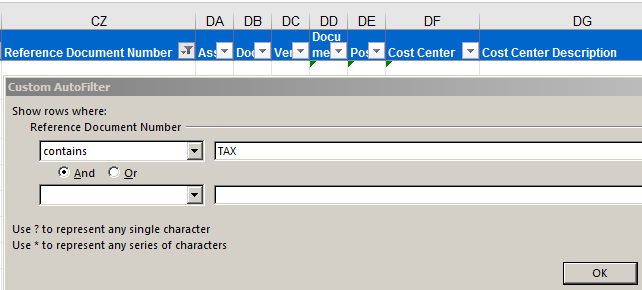 CZ DA DB DC DD DE DF DG
Docu
Reference Document Number Ass Doc Ver me Pos Cost Center Cost Center Description
Custom AutoFilter
Show rows where:
Reference Document Number
contains TAX
And Or
Use ? to represent any single character
Use * to represent any series of characters
OK